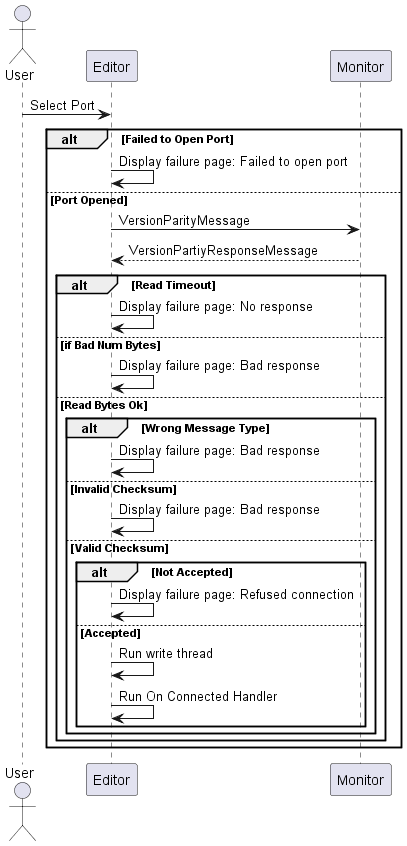 User
Editor
Monitor
Select Port
alt [Failed to Open Port]
Display failure page: Failed to open port
[Port Opened]
VersionParityMessage
VersionPartiyResponseMessage
alt [Read Timeout]
Display failure page: No response
[if Bad Num Bytes]
Display failure page: Bad response
[Read Bytes Ok]
alt [Wrong Message Type]
Display failure page: Bad response
[Invalid Checksum]
Display failure page: Bad response
[Valid Checksum]
alt [Not Accepted]
Display failure page: Refused connection
[Accepted]
Run write thread
Run On Connected Handler
User
Editor
Monitor